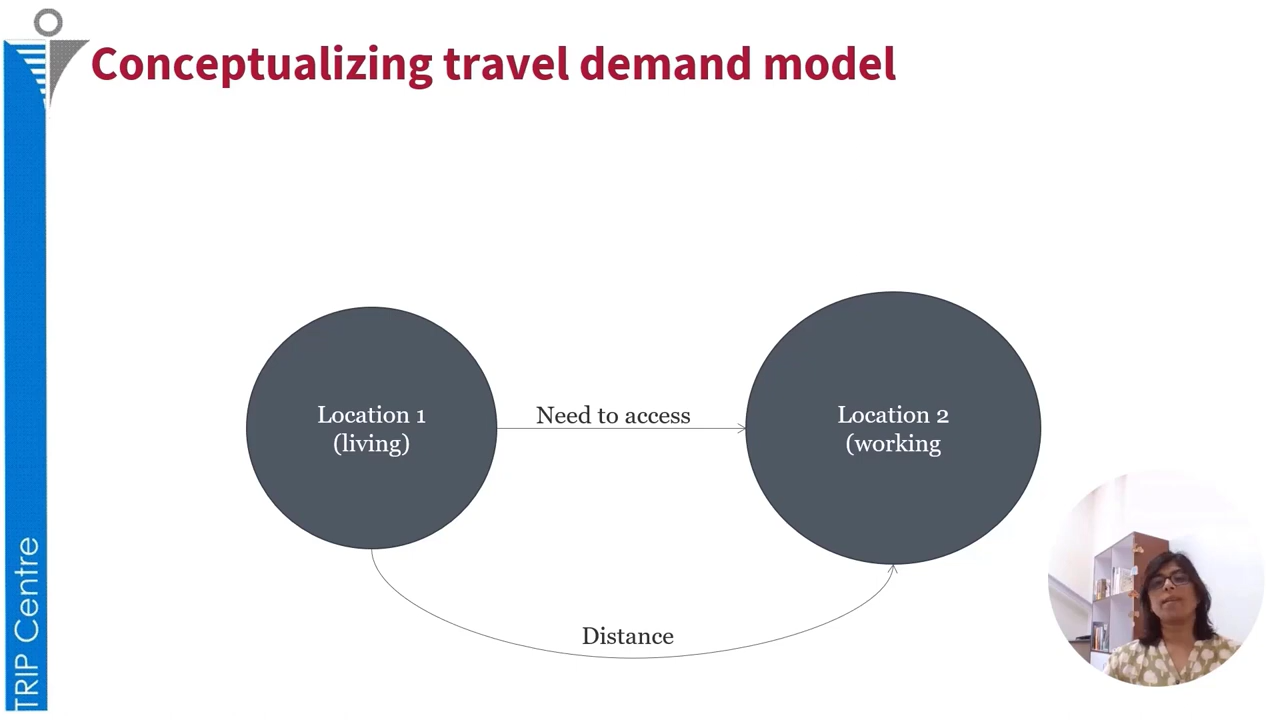 Conceptualizing travel demand model
Location 1
(living)
Need to access
Location 2
(working
Distance
TRIP Centre